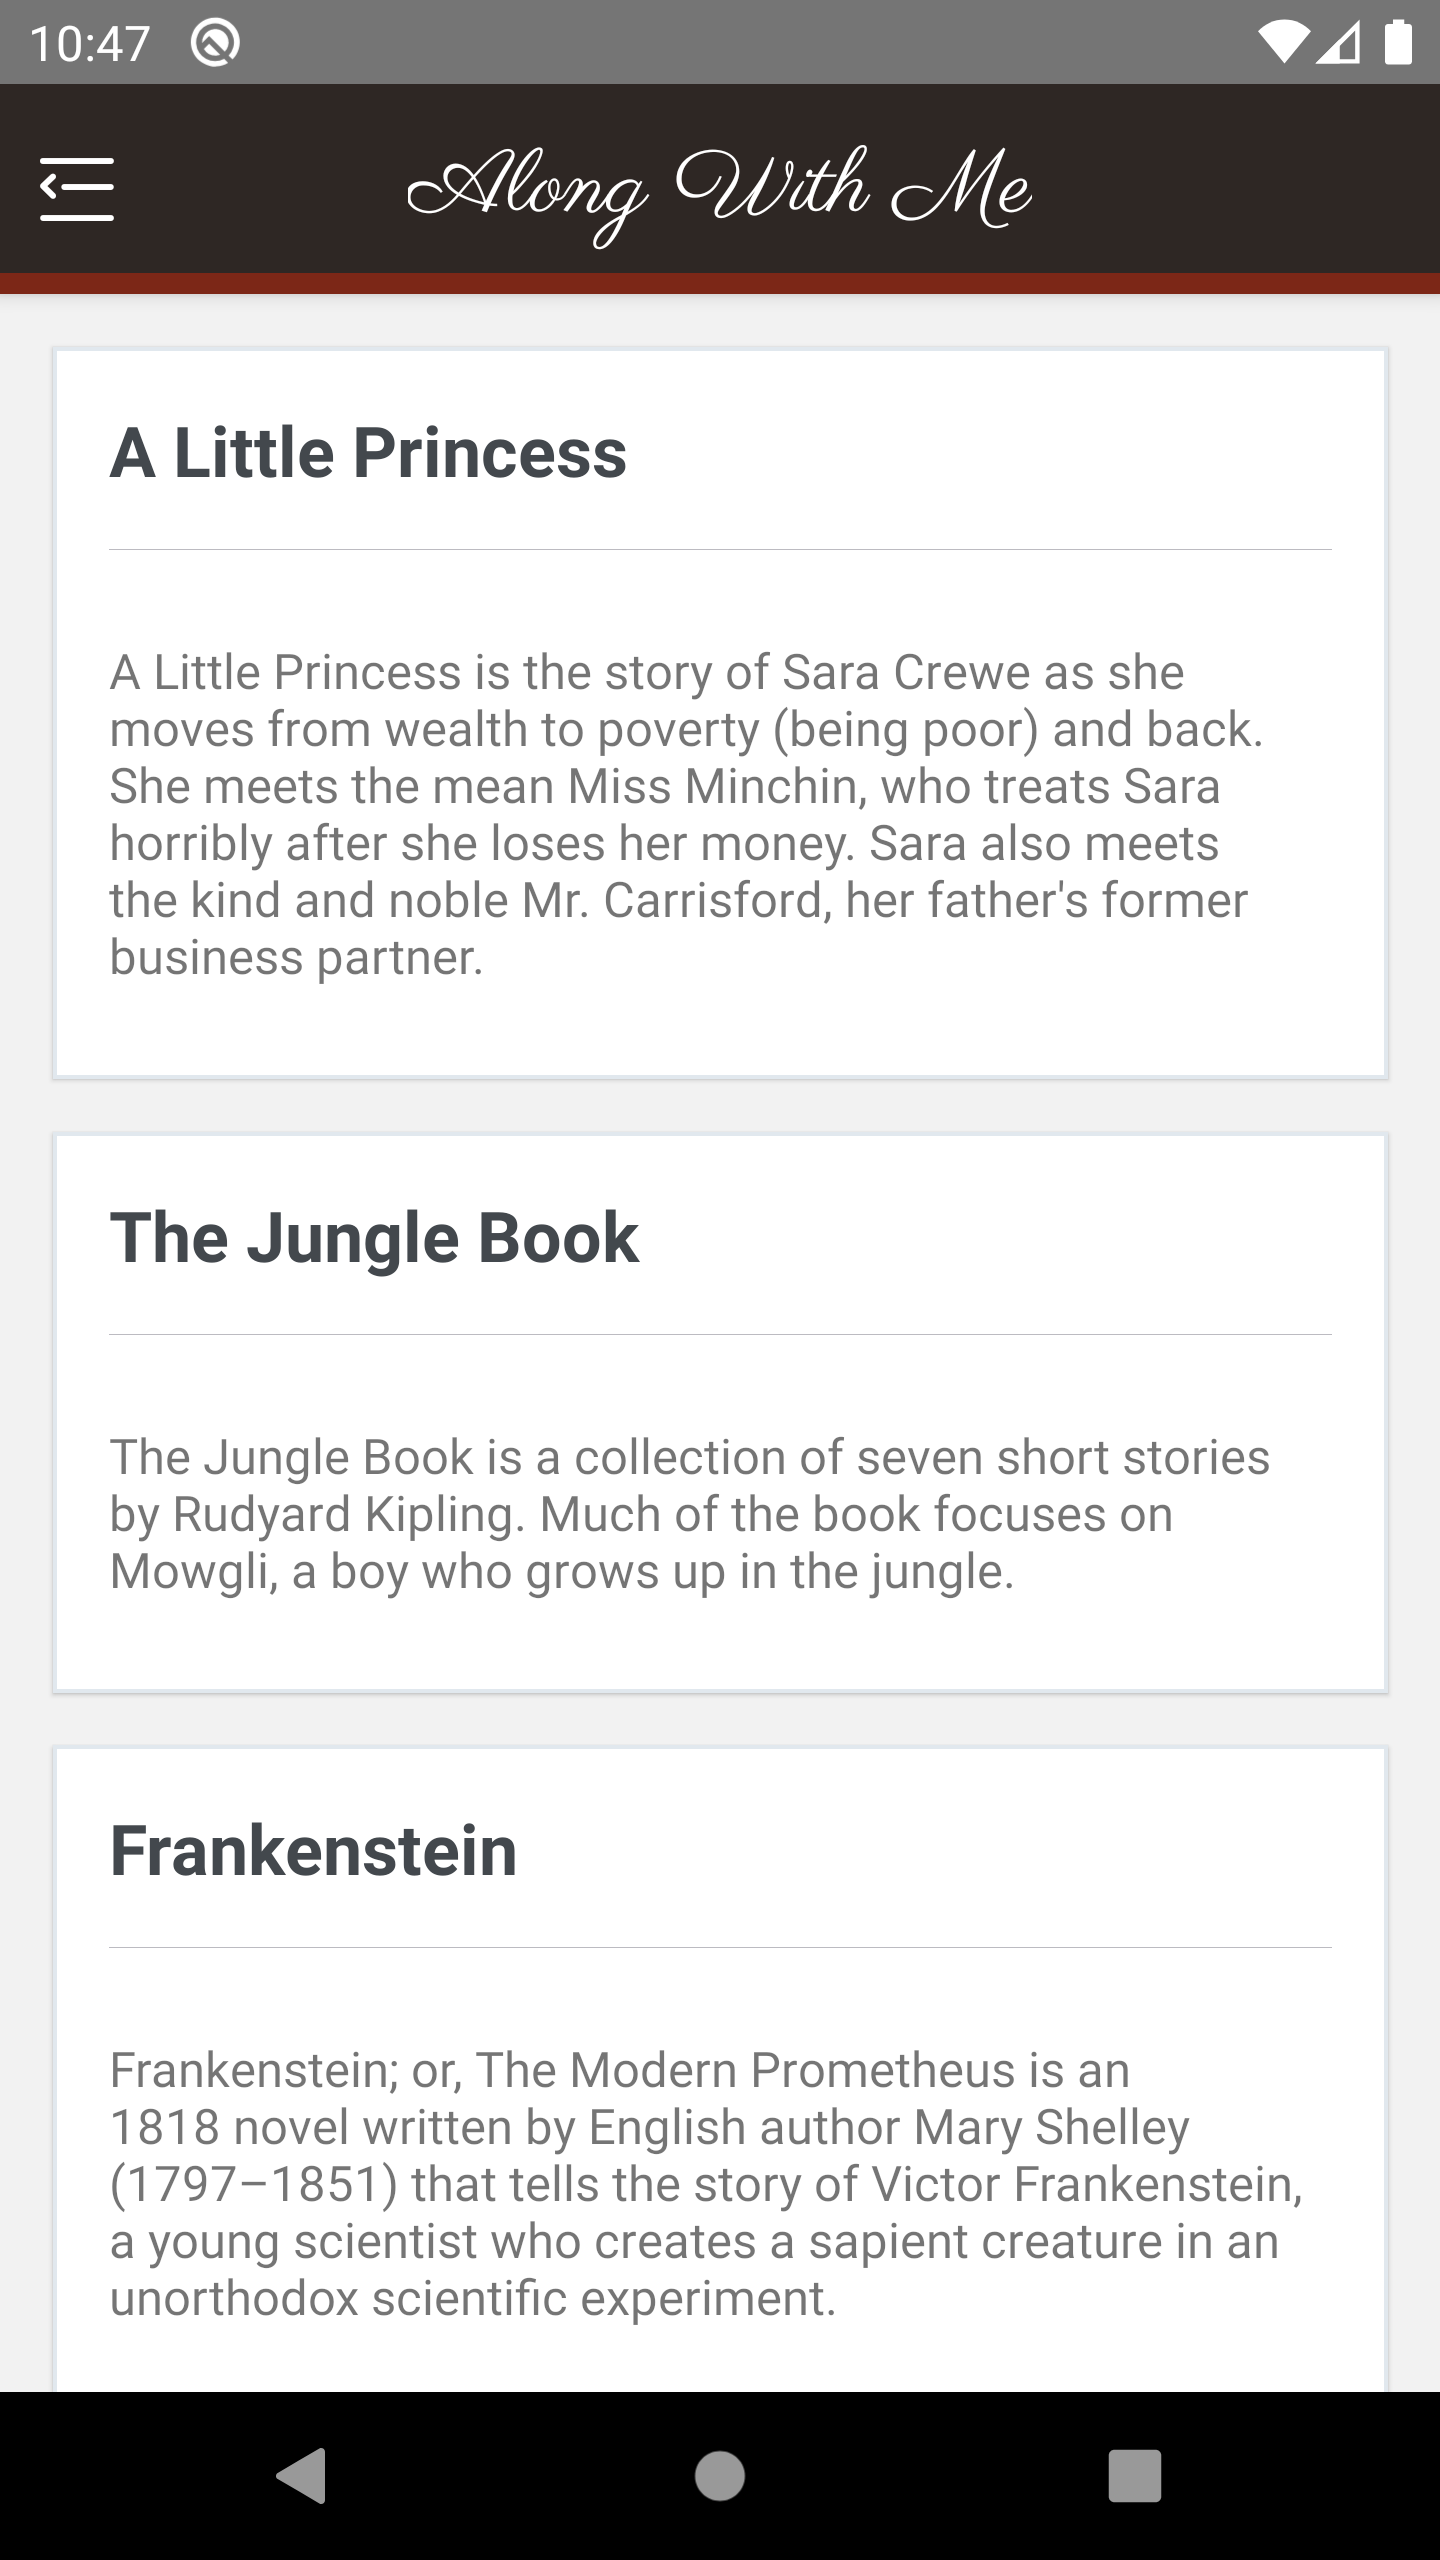 10:47
Along With Me
A Little Princess
A Little Princess is the story of Sara Crewe as she
moves from wealth to poverty (being poor) and back.
She meets the mean Miss Minchin, who treats Sara
horribly after she loses her money. Sara also meets
the kind and noble Mr. Carrisford, her father's former
business partner.
The Jungle Book
The Jungle Book is a collection of seven short stories
by Rudyard Kipling. Much of the book focuses on
Mowgli, a boy who grows up in the jungle.
Frankenstein
Frankenstein; or, The Modern Prometheus is an
1818 novel written by English author Mary Shelley
(1797–1851) that tells the story of Victor Frankenstein,
a young scientist who creates a sapient creature in an
unorthodox scientific experiment.